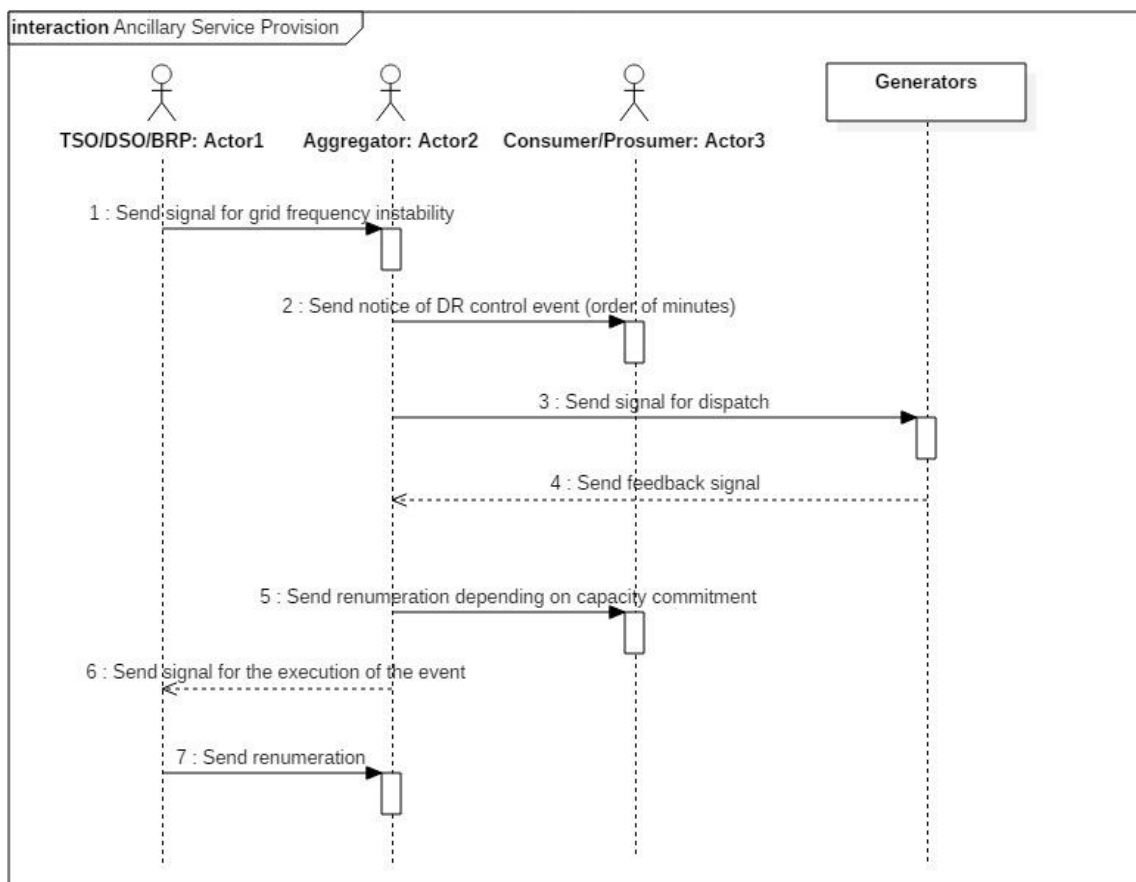 interaction Ancillary Service Provision
Generators
TSO/DSO/BRP: Actor1
Aggregator: Actor2
Consumer/Prosumer: Actor3
1 : Send signal for grid frequency instability
2 : Send notice of DR control event (order of minutes)
3 : Send signal for dispatch
4 : Send feedback signal
5 : Send renumeration depending on capacity commitment
6 : Send signal for the execution of the event
7 : Send renumeration